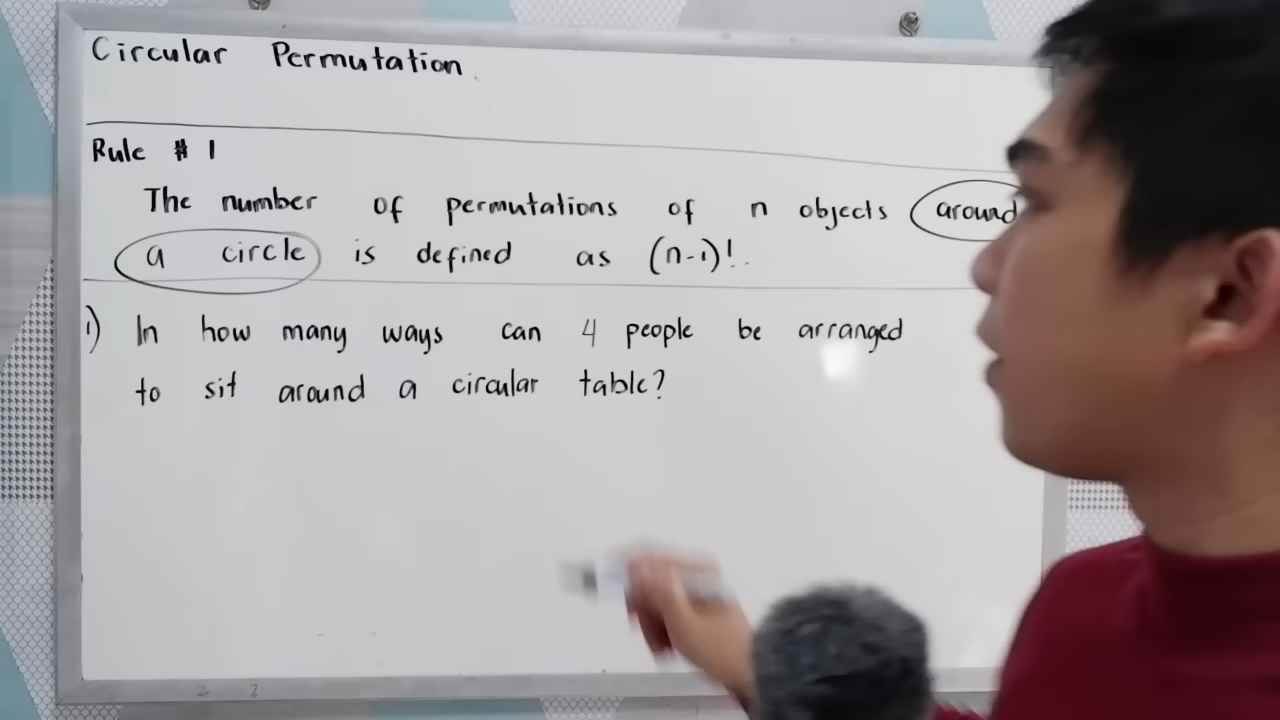 Circular Permutation
Rule # 1
The number of permutations of n objects around
a circle is defined as (n-1)!.
1) In how many ways can 4 people be arranged
to sit around a circular table?